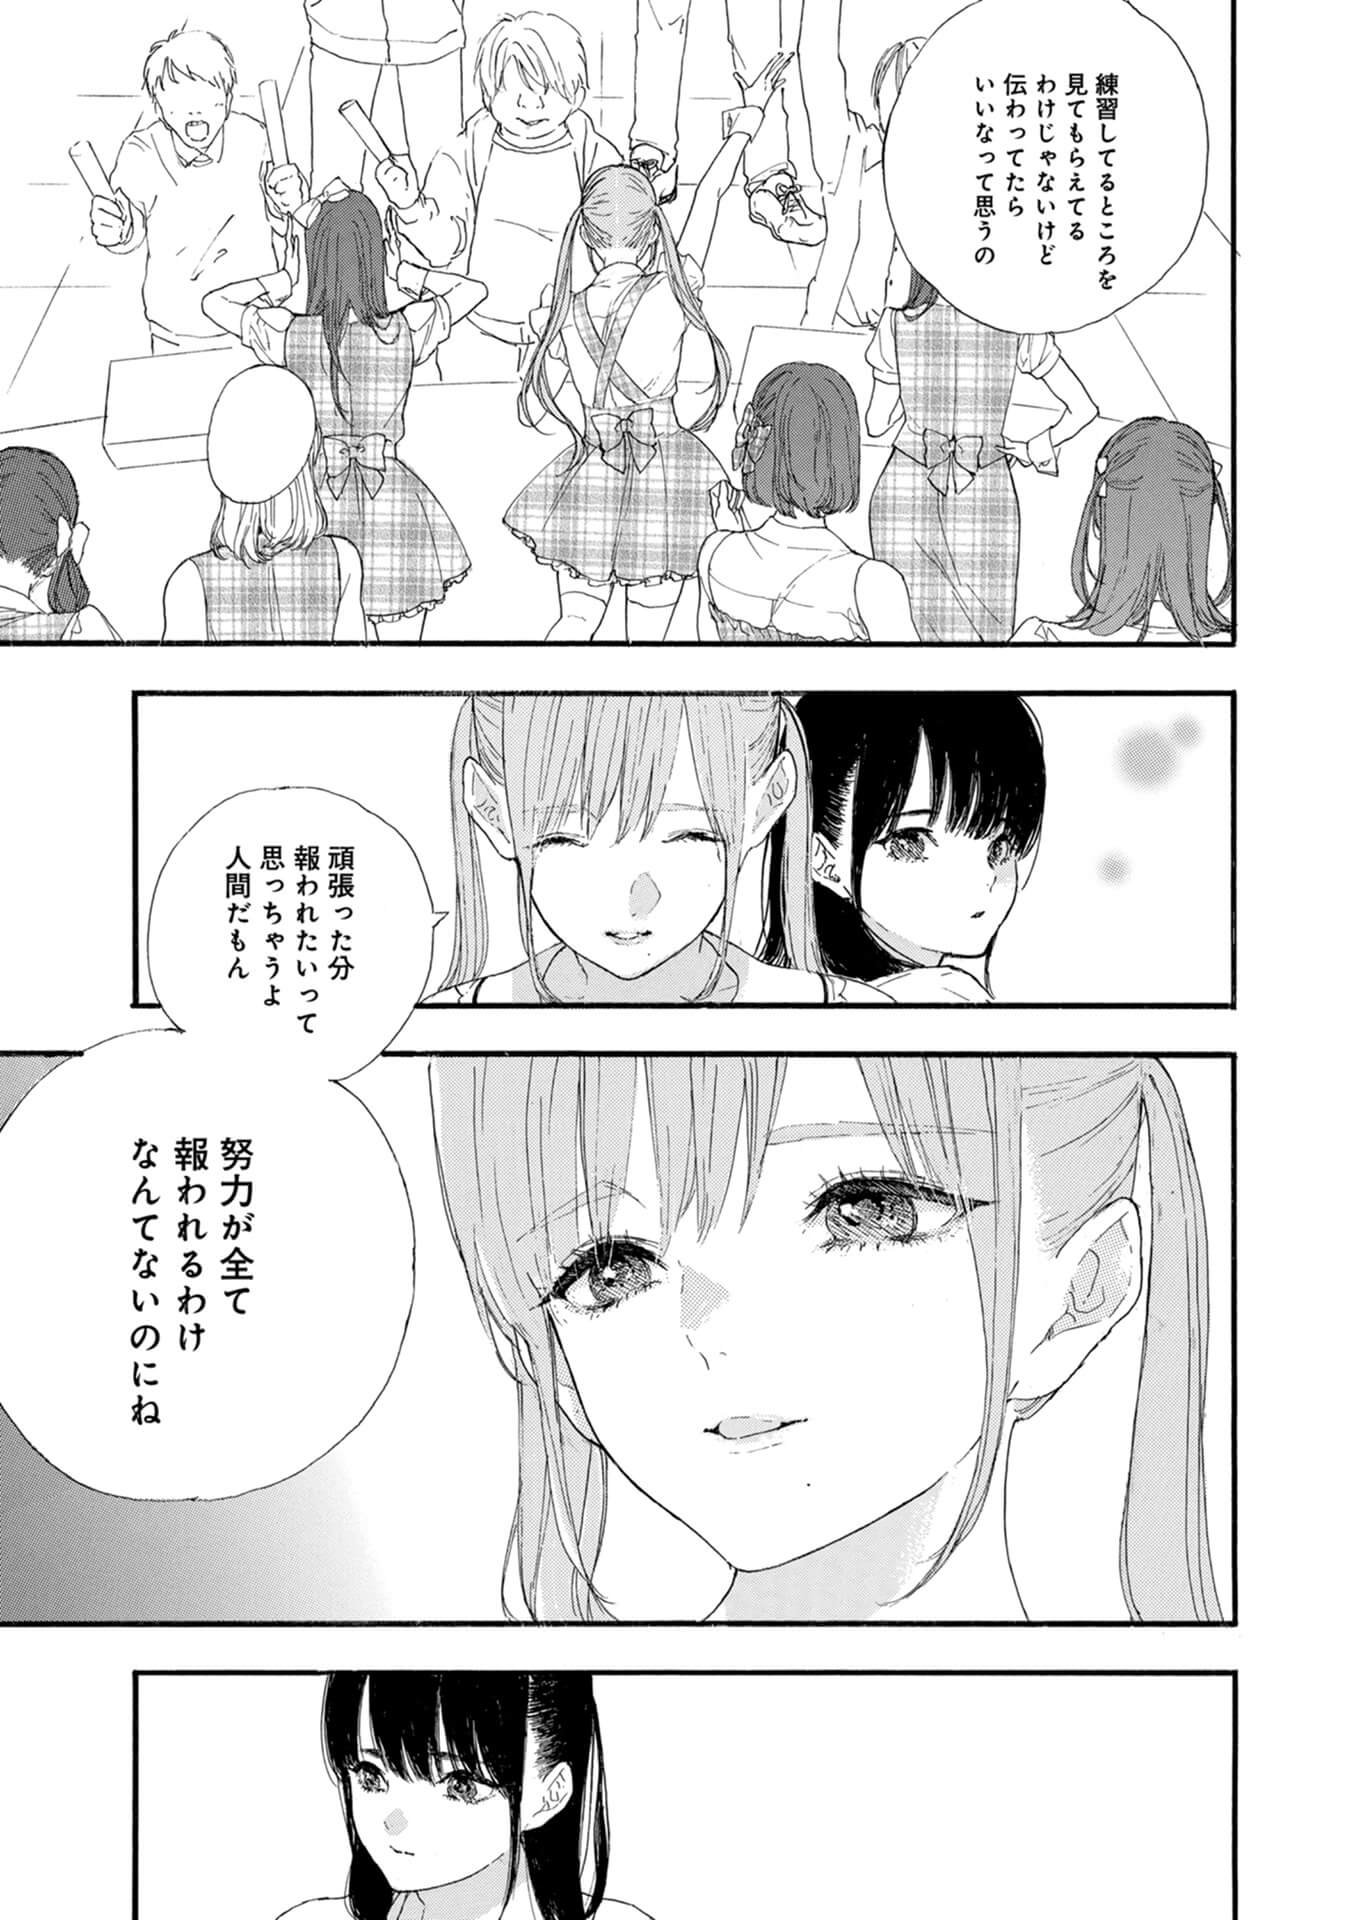 練習してるところを
見てもらえてる
わけじゃないけど
伝わってたら
いいなって思うの
頑張った分
報われたいって
思っちゃうよ
人間だもん
努力が全て
報われるわけ
なんてないのにね